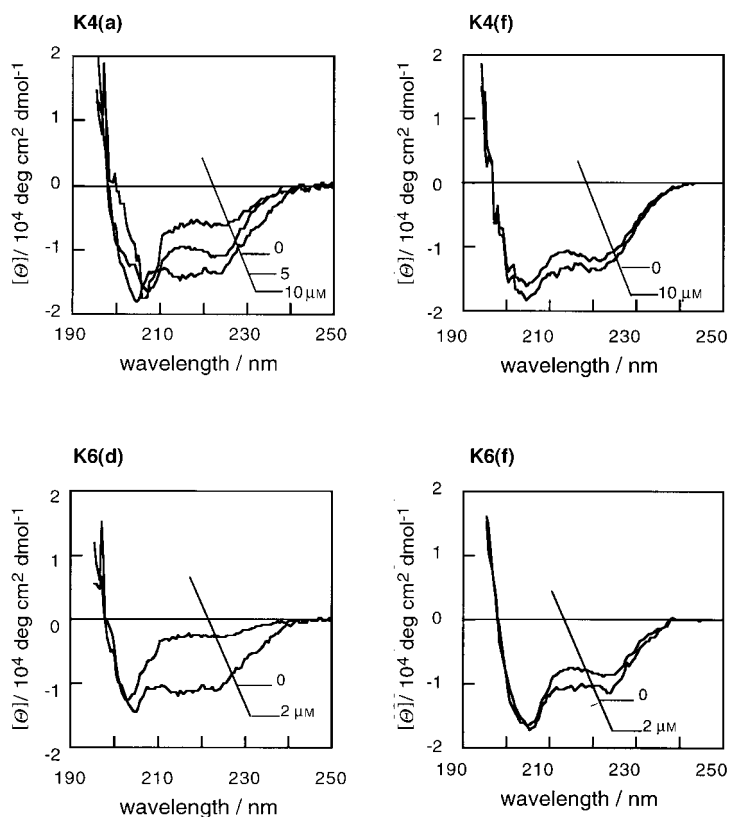 K4(a)
[Θ]/ 10⁴ deg cm² dmol⁻¹
2
1
0
-1
-2
0
5
10 μM
190 210 230 250
wavelength / nm
K4(f)
[Θ]/ 10⁴ deg cm² dmol⁻¹
2
1
0
-1
-2
0
10 μM
190 210 230 250
wavelength / nm
K6(d)
[Θ]/ 10⁴ deg cm² dmol⁻¹
2
1
0
-1
-2
0
2 μM
190 210 230 250
wavelength / nm
K6(f)
[Θ]/ 10⁴ deg cm² dmol⁻¹
2
1
0
-1
-2
0
2 μM
190 210 230 250
wavelength / nm